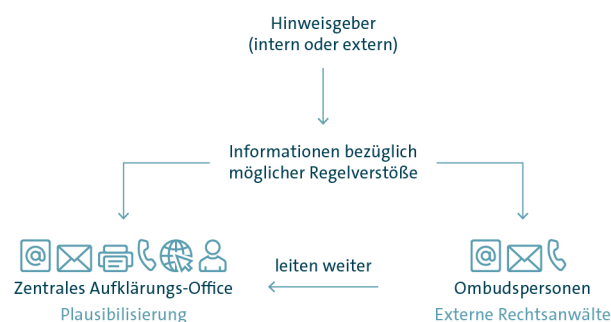 Hinweisgeber
(intern oder extern)
Informationen bezüglich
möglicher Regelverstöße
leiten weiter
Zentrales Aufklärungs-Office
Plausibilisierung
Ombudspersonen
Externe Rechtsanwälte